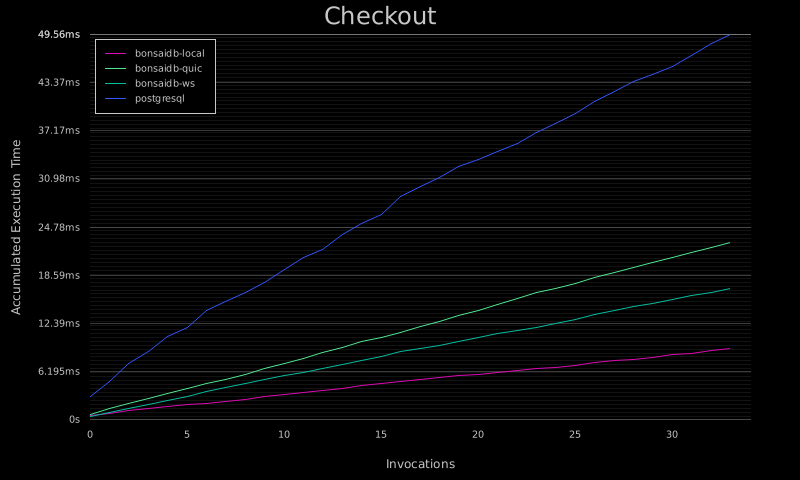 Checkout
49.56ms
43.37ms
37.17ms
30.98ms
24.78ms
18.59ms
12.39ms
6.195ms
0s
bonsaidb-local
bonsaidb-quic
bonsaidb-ws
postgresql
Accumulated Execution Time
0 5 10 15 20 25 30
Invocations